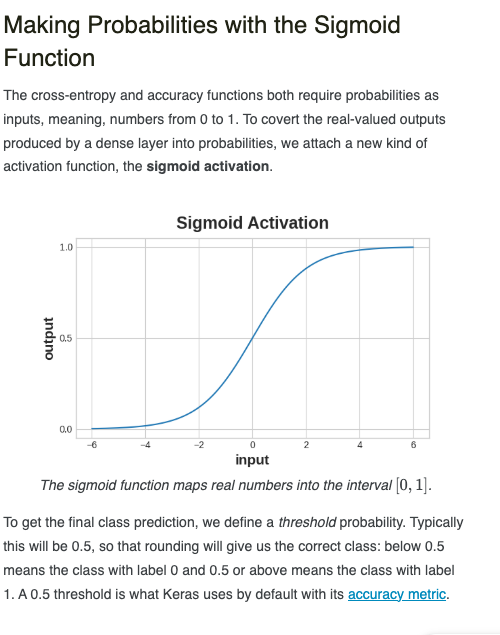 Making Probabilities with the Sigmoid
Function
The cross-entropy and accuracy functions both require probabilities as
inputs, meaning, numbers from 0 to 1. To covert the real-valued outputs
produced by a dense layer into probabilities, we attach a new kind of
activation function, the sigmoid activation.
Sigmoid Activation
1.0
output
0.5
0.0
−6 −4 −2 0 2 4 6
input
The sigmoid function maps real numbers into the interval [0, 1].
To get the final class prediction, we define a threshold probability. Typically
this will be 0.5, so that rounding will give us the correct class: below 0.5
means the class with label 0 and 0.5 or above means the class with label
1. A 0.5 threshold is what Keras uses by default with its accuracy metric.